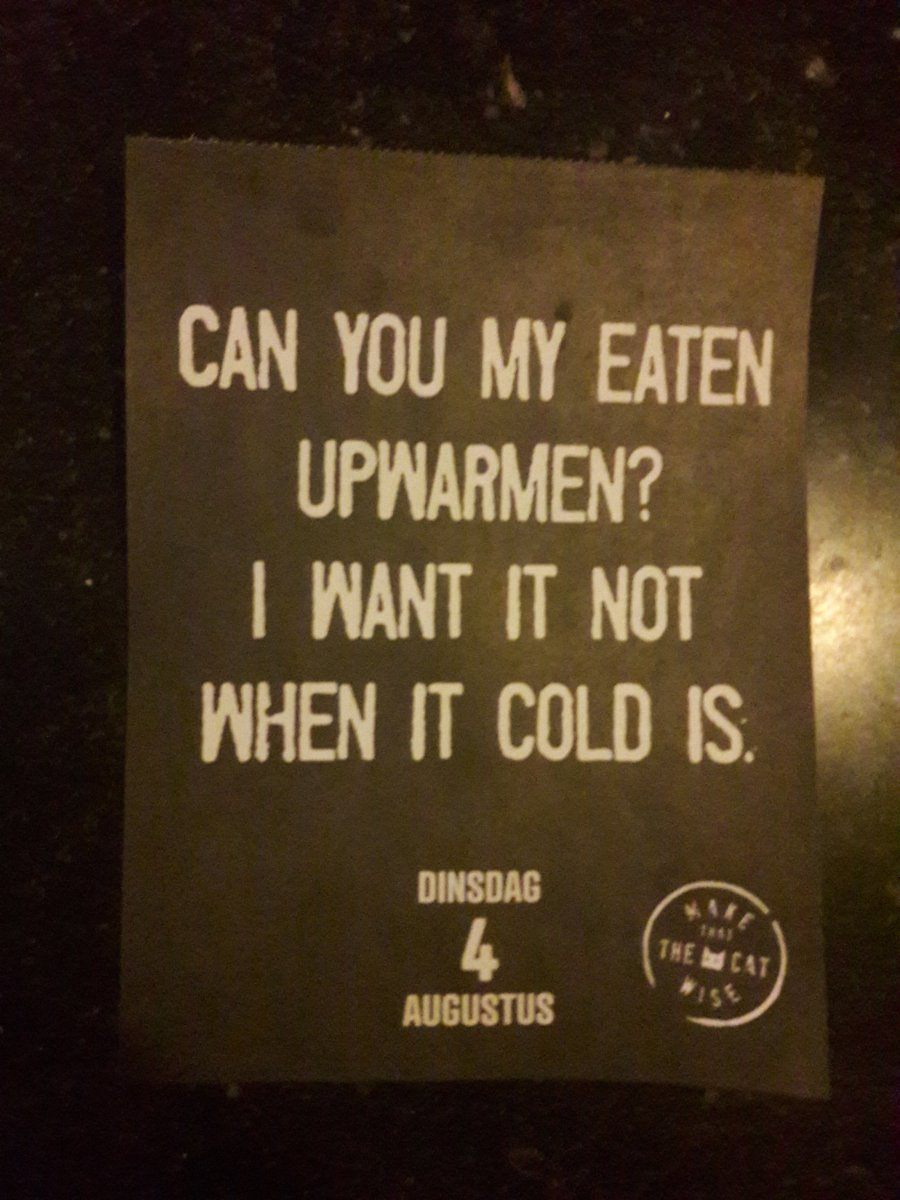 CAN YOU MY EATEN
UPWARMEN?
I WANT IT NOT
WHEN IT COLD IS.
DINSDAG
4
AUGUSTUS
MAKE
THAT
THE CAT
WISE